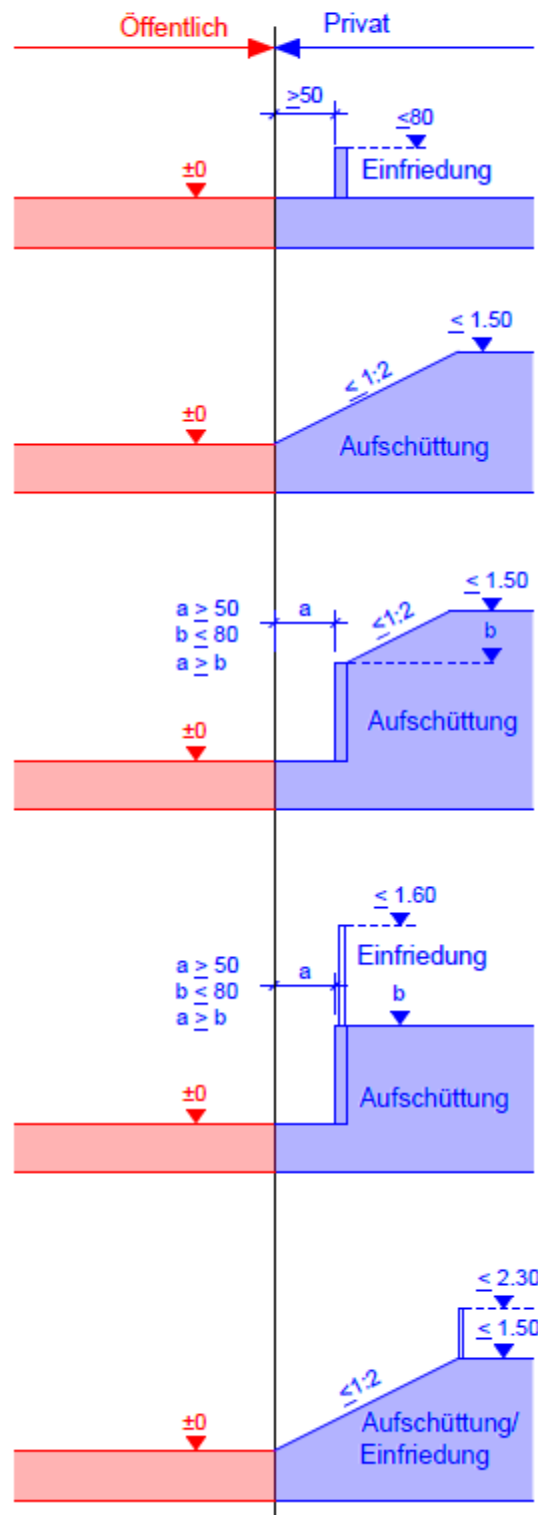 Öffentlich
Privat
≥50
≤80
Einfriedung
±0
≤ 1.50
≤ 1:2
±0
Aufschüttung
a ≥ 50
b ≤ 80
a ≥ b
a
≤1:2
≤ 1.50
b
±0
Aufschüttung
≤ 1.60
Einfriedung
a ≥ 50
b ≤ 80
a ≥ b
a
b
±0
Aufschüttung
≤ 2.30
≤ 1.50
≤1:2
±0
Aufschüttung/
Einfriedung